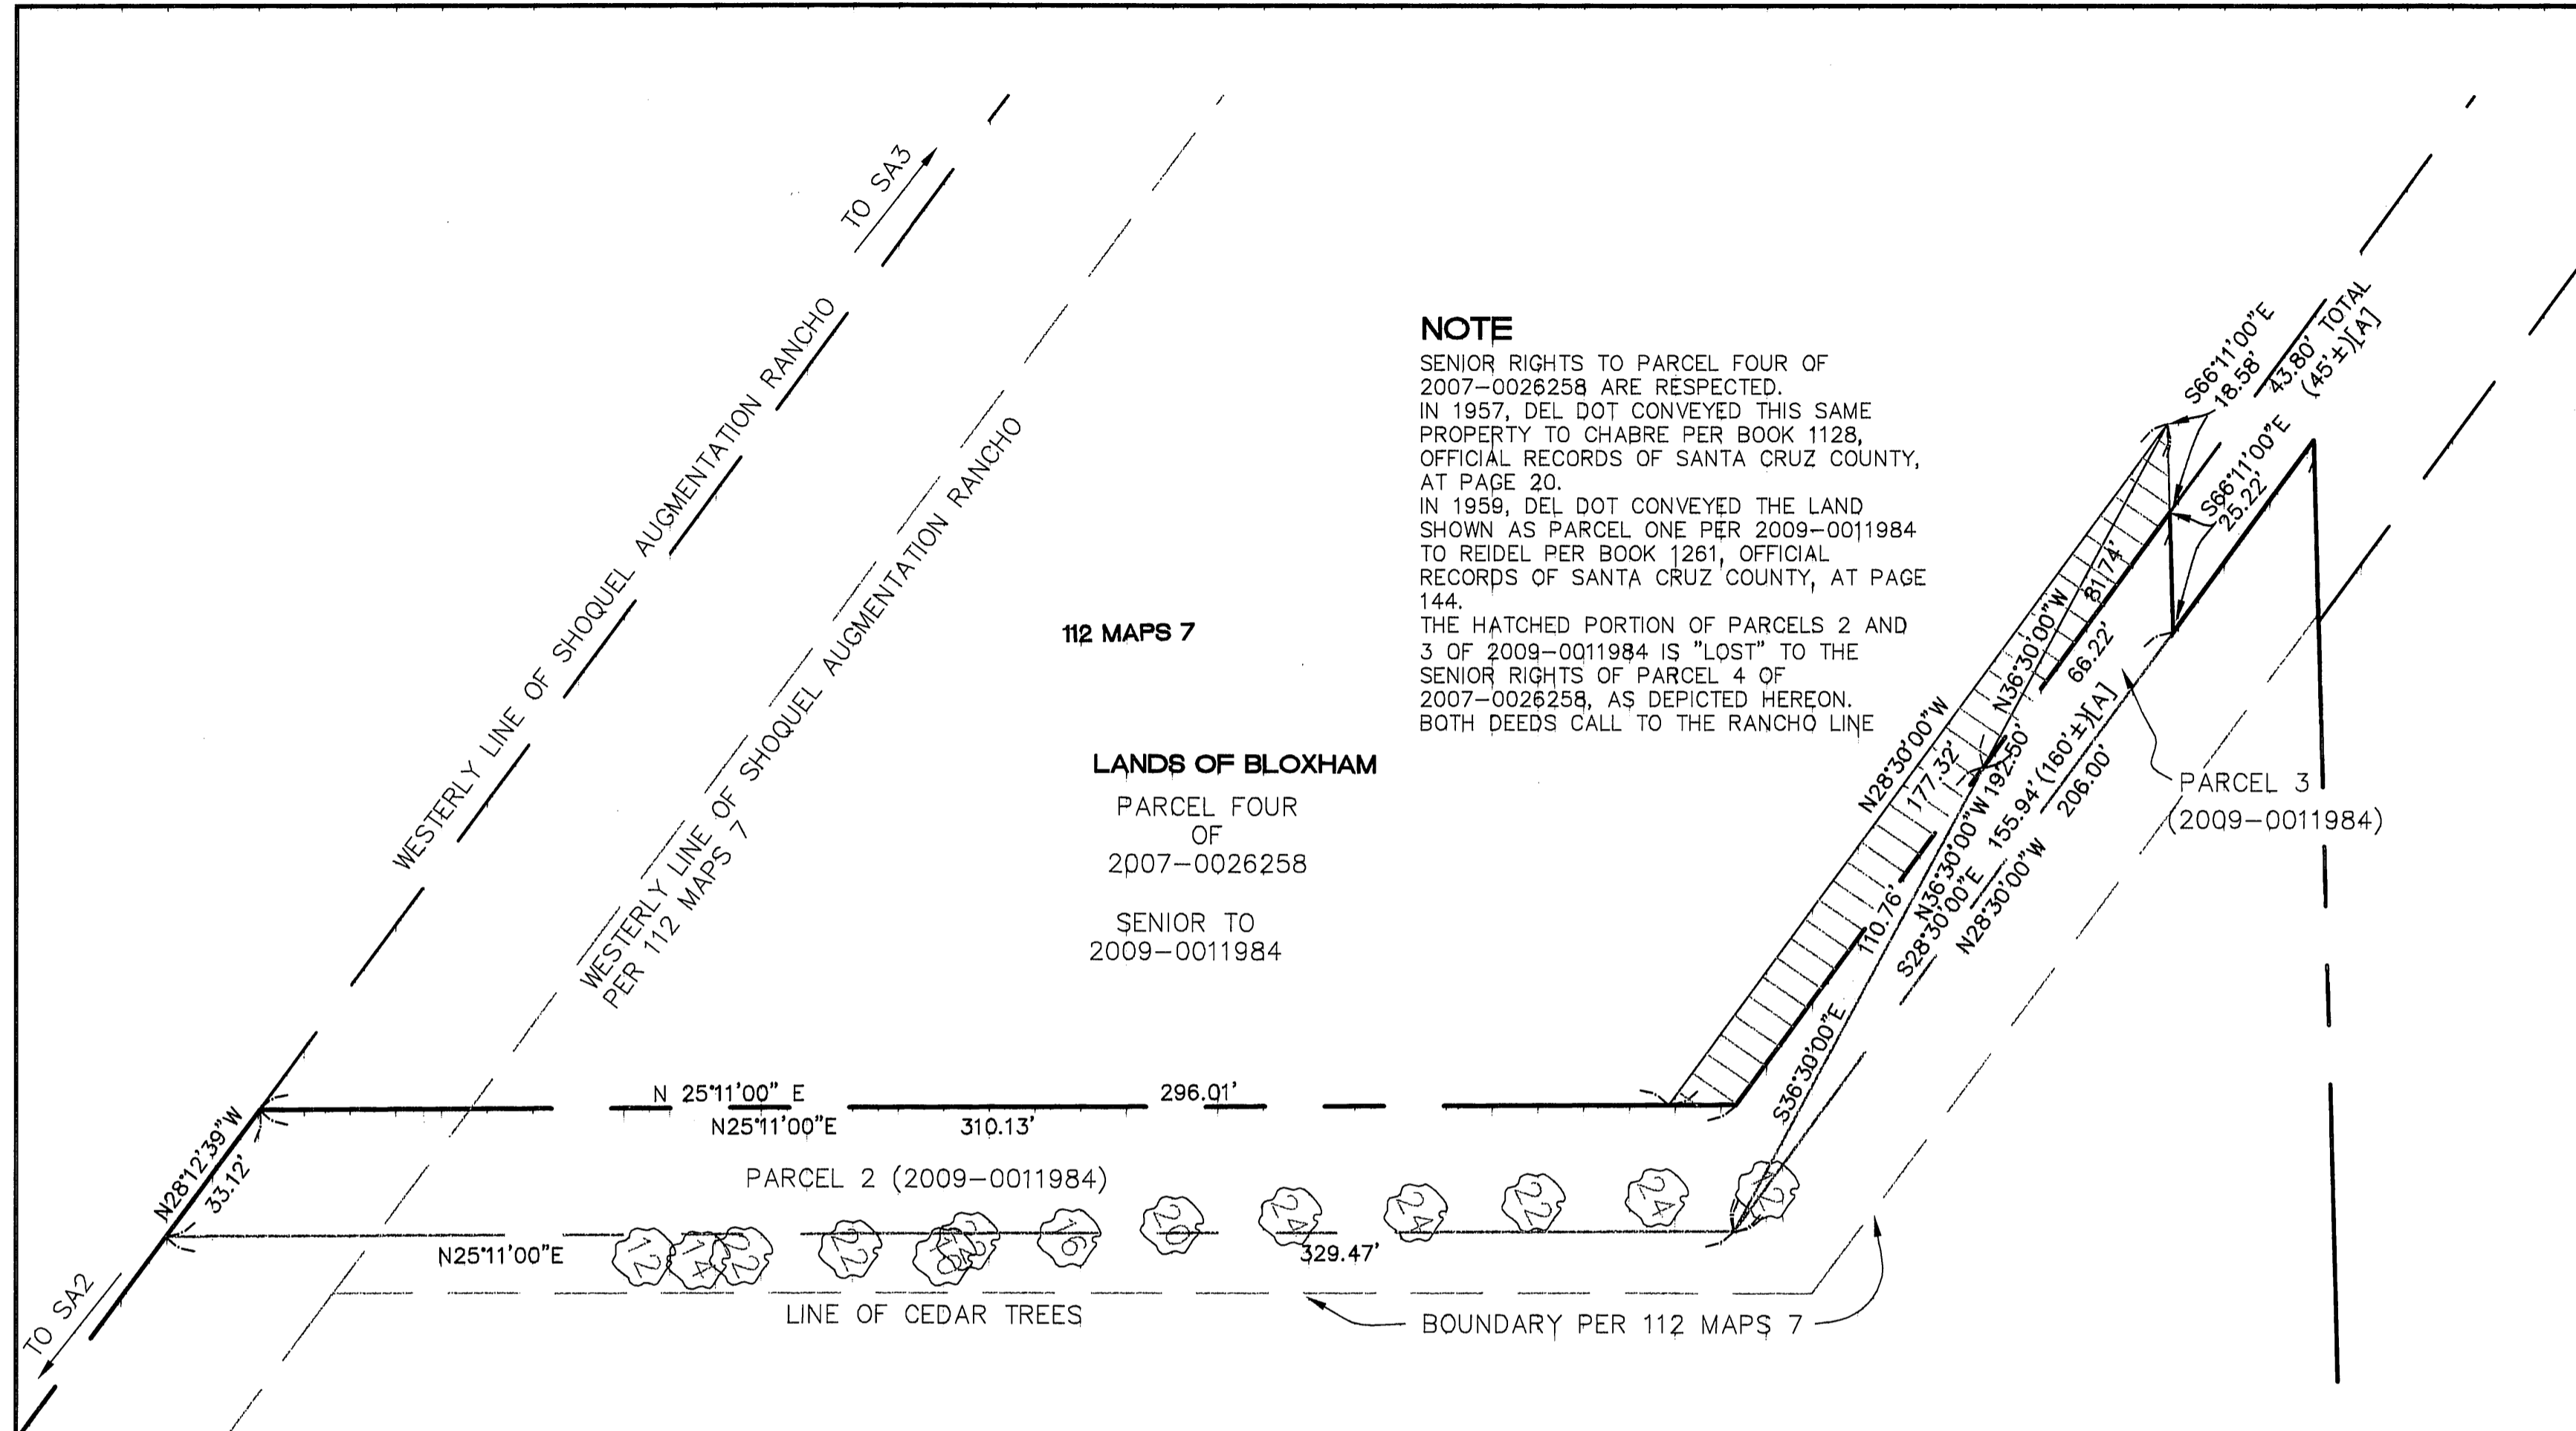 TO SA3
WESTERLY LINE OF SHOQUEL AUGMENTATION RANCHO
WESTERLY LINE OF SHOQUEL AUGMENTATION RANCHO
PER 112 MAPS 7
112 MAPS 7
LANDS OF BLOXHAM
PARCEL FOUR
OF
2007-0026258
SENIOR TO
2009-0011984
NOTE
SENIOR RIGHTS TO PARCEL FOUR OF
2007-0026258 ARE RESPECTED.
IN 1957, DEL DOT CONVEYED THIS SAME
PROPERTY TO CHABRE PER BOOK 1128,
OFFICIAL RECORDS OF SANTA CRUZ COUNTY,
AT PAGE 20.
IN 1959, DEL DOT CONVEYED THE LAND
SHOWN AS PARCEL ONE PER 2009-0011984
TO REIDEL PER BOOK 1261, OFFICIAL
RECORDS OF SANTA CRUZ COUNTY, AT PAGE
144.
THE HATCHED PORTION OF PARCELS 2 AND
3 OF 2009-0011984 IS "LOST" TO THE
SENIOR RIGHTS OF PARCEL 4 OF
2007-0026258, AS DEPICTED HEREON.
BOTH DEEDS CALL TO THE RANCHO LINE
S66°11'00"E
18.58'
43.80' TOTAL
(45'±)[A]
S66°11'00"E
25.22'
81.74'
N36°30'00"W
66.22'
N28°30'00"W
177.32'
N36°30'00"W 192.50'
S28°30'00"E 155.94' (160'±)[A]
N28°30'00"W 206.00'
110.76'
S36°30'00"E
PARCEL 3
(2009-0011984)
N 25°11'00" E 296.01'
N25°11'00"E 310.13'
N28°12'39"W
33.12'
PARCEL 2 (2009-0011984)
N25°11'00"E 329.47'
12
14
22
22
16
20
24
24
22
24
12
LINE OF CEDAR TREES
BOUNDARY PER 112 MAPS 7
TO SA2